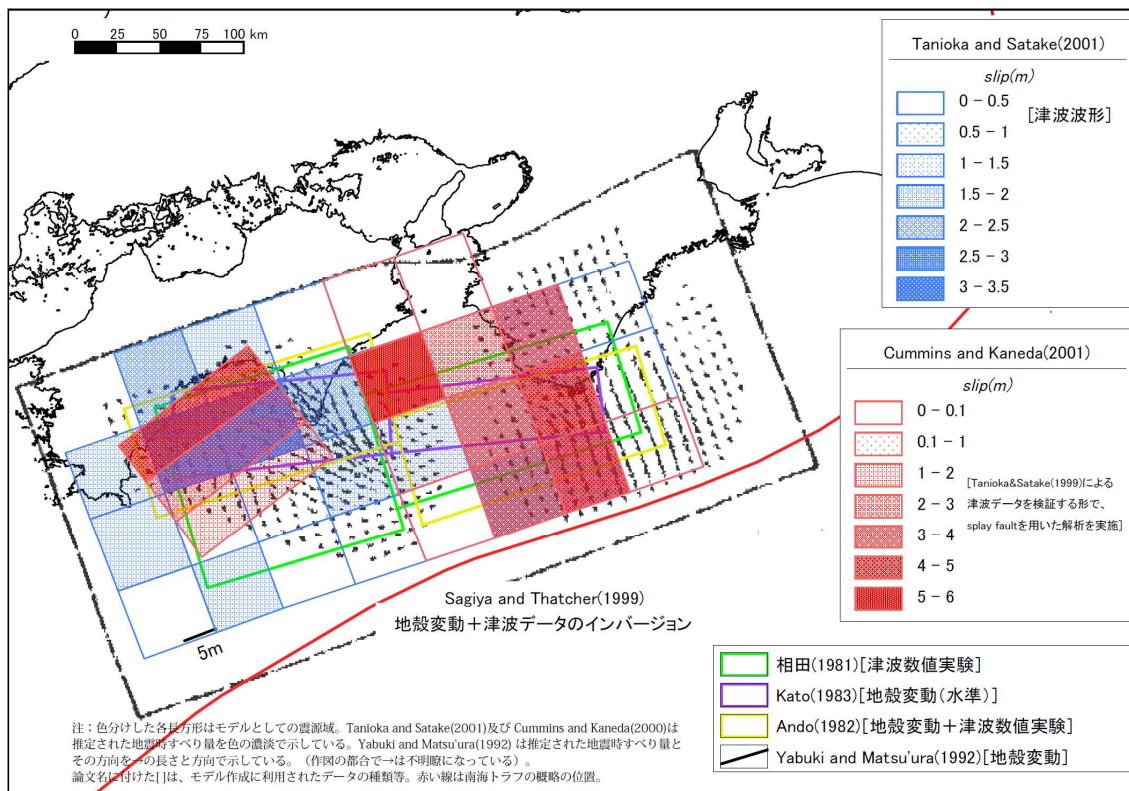 0 25 50 75 100
km
Tanioka and Satake(2001)
slip(m)
0 - 0.5
[津波波形]
0.5 - 1
1 - 1.5
1.5 - 2
2 - 2.5
2.5 - 3
3 - 3.5
Cummins and Kaneda(2001)
slip(m)
0 - 0.1
0.1 - 1
1 - 2
[Tanioka&Satake(1999)による
2 - 3
津波データを検証する形で、
splay faultを用いた解析を実施]
3 - 4
4 - 5
5 - 6
Sagiya and Thatcher(1999)
地殻変動+津波データのインバージョン
5m
相田(1981)[津波数値実験]
Kato(1983)[地殻変動(水準)]
Ando(1982)[地殻変動+津波数値実験]
Yabuki and Matsu'ura(1992)[地殻変動]
注:色分けした各長方形はモデルとしての震源域。Tanioka and Satake(2001)及び Cummins and Kaneda(2000)は
推定された地震時すべり量を色の濃淡で示している。Yabuki and Matsu'ura(1992) は推定された地震時すべり量と
その方向を→の長さと方向で示している。(作図の都合で→は不明瞭になっている)。
論文名に付けた[]は、モデル作成に利用されたデータの種類等。赤い線は南海トラフの概略の位置。